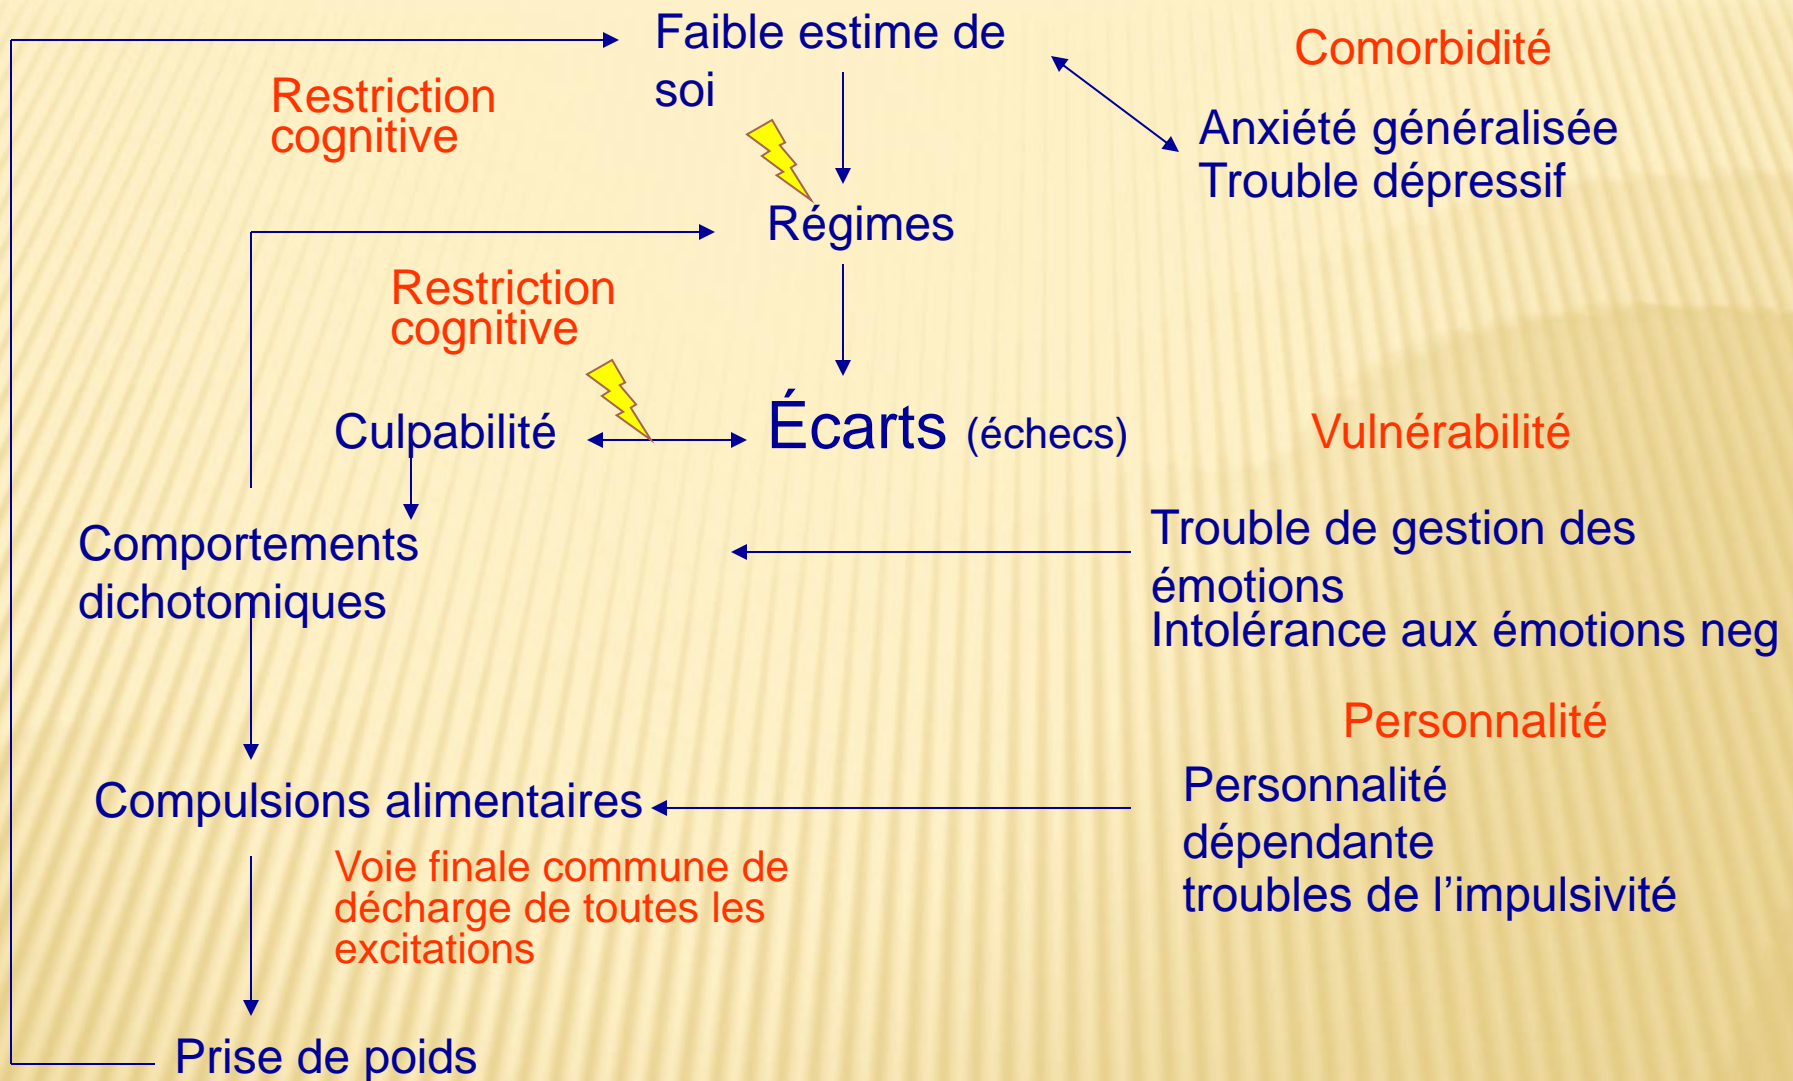 Faible estime de
soi
Comorbidité
Restriction
cognitive
Anxiété généralisée
Trouble dépressif
Régimes
Restriction
cognitive
Culpabilité
Écarts (échecs)
Vulnérabilité
Comportements
dichotomiques
Trouble de gestion des
émotions
Intolérance aux émotions neg
Personnalité
Compulsions alimentaires
Personnalité
dépendante
troubles de l’impulsivité
Voie finale commune de
décharge de toutes les
excitations
Prise de poids